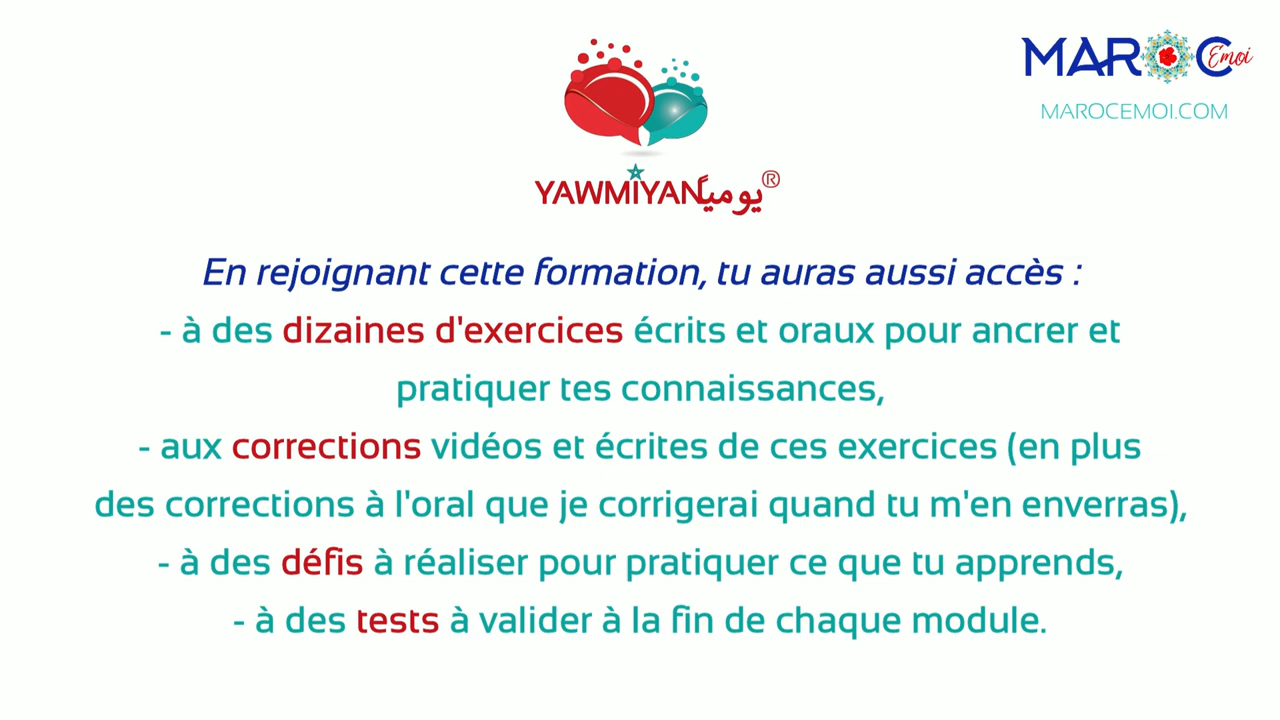 MAROC Emoi
MAROCEMOI.COM
YAWMIYAN يوميا®
En rejoignant cette formation, tu auras aussi accès :
- à des dizaines d'exercices écrits et oraux pour ancrer et
pratiquer tes connaissances,
- aux corrections vidéos et écrites de ces exercices (en plus
des corrections à l'oral que je corrigerai quand tu m'en enverras),
- à des défis à réaliser pour pratiquer ce que tu apprends,
- à des tests à valider à la fin de chaque module.